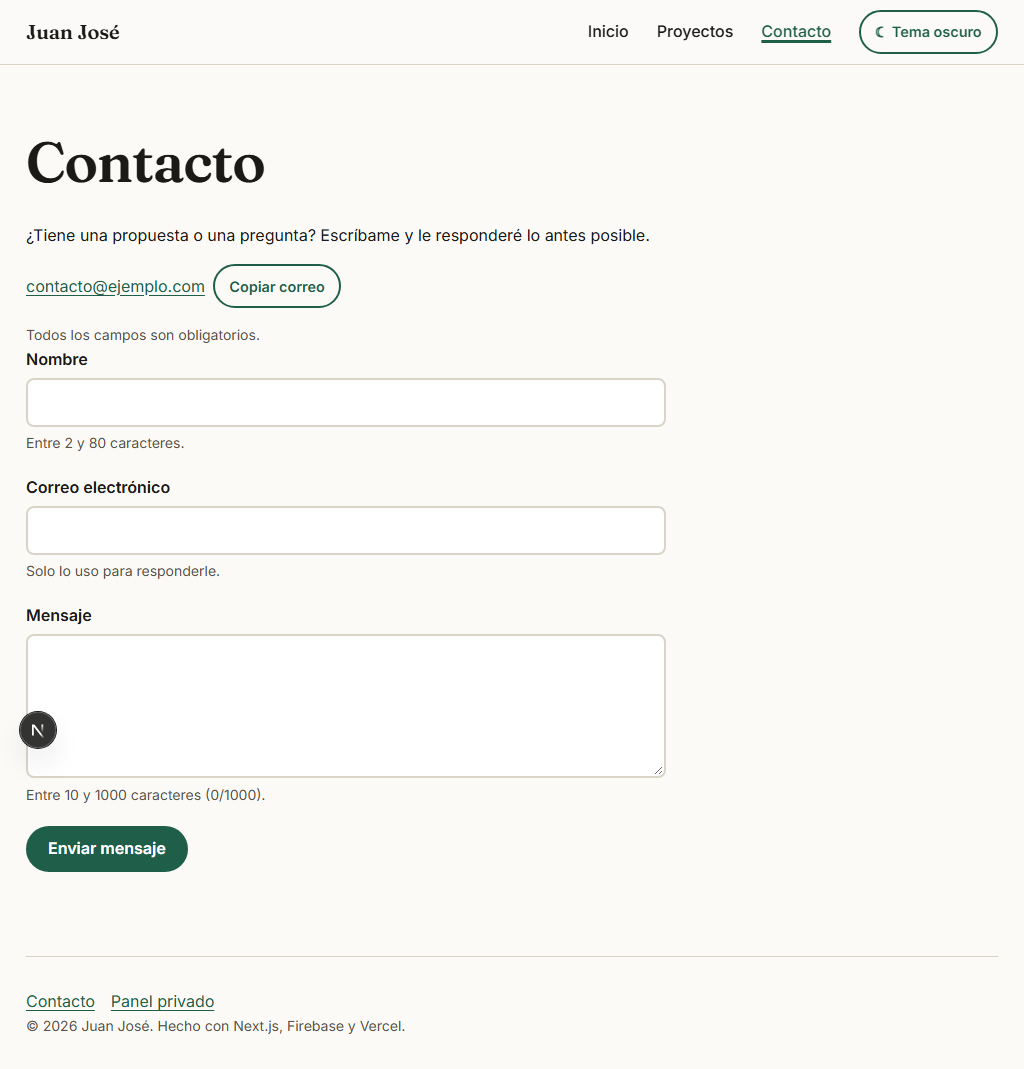 Juan José
Inicio Proyectos Contacto ☾ Tema oscuro
Contacto
¿Tiene una propuesta o una pregunta? Escríbame y le responderé lo antes posible.
contacto@ejemplo.com Copiar correo
Todos los campos son obligatorios.
Nombre
Entre 2 y 80 caracteres.
Correo electrónico
Solo lo uso para responderle.
Mensaje
N
Entre 10 y 1000 caracteres (0/1000).
Enviar mensaje
Contacto Panel privado
© 2026 Juan José. Hecho con Next.js, Firebase y Vercel.